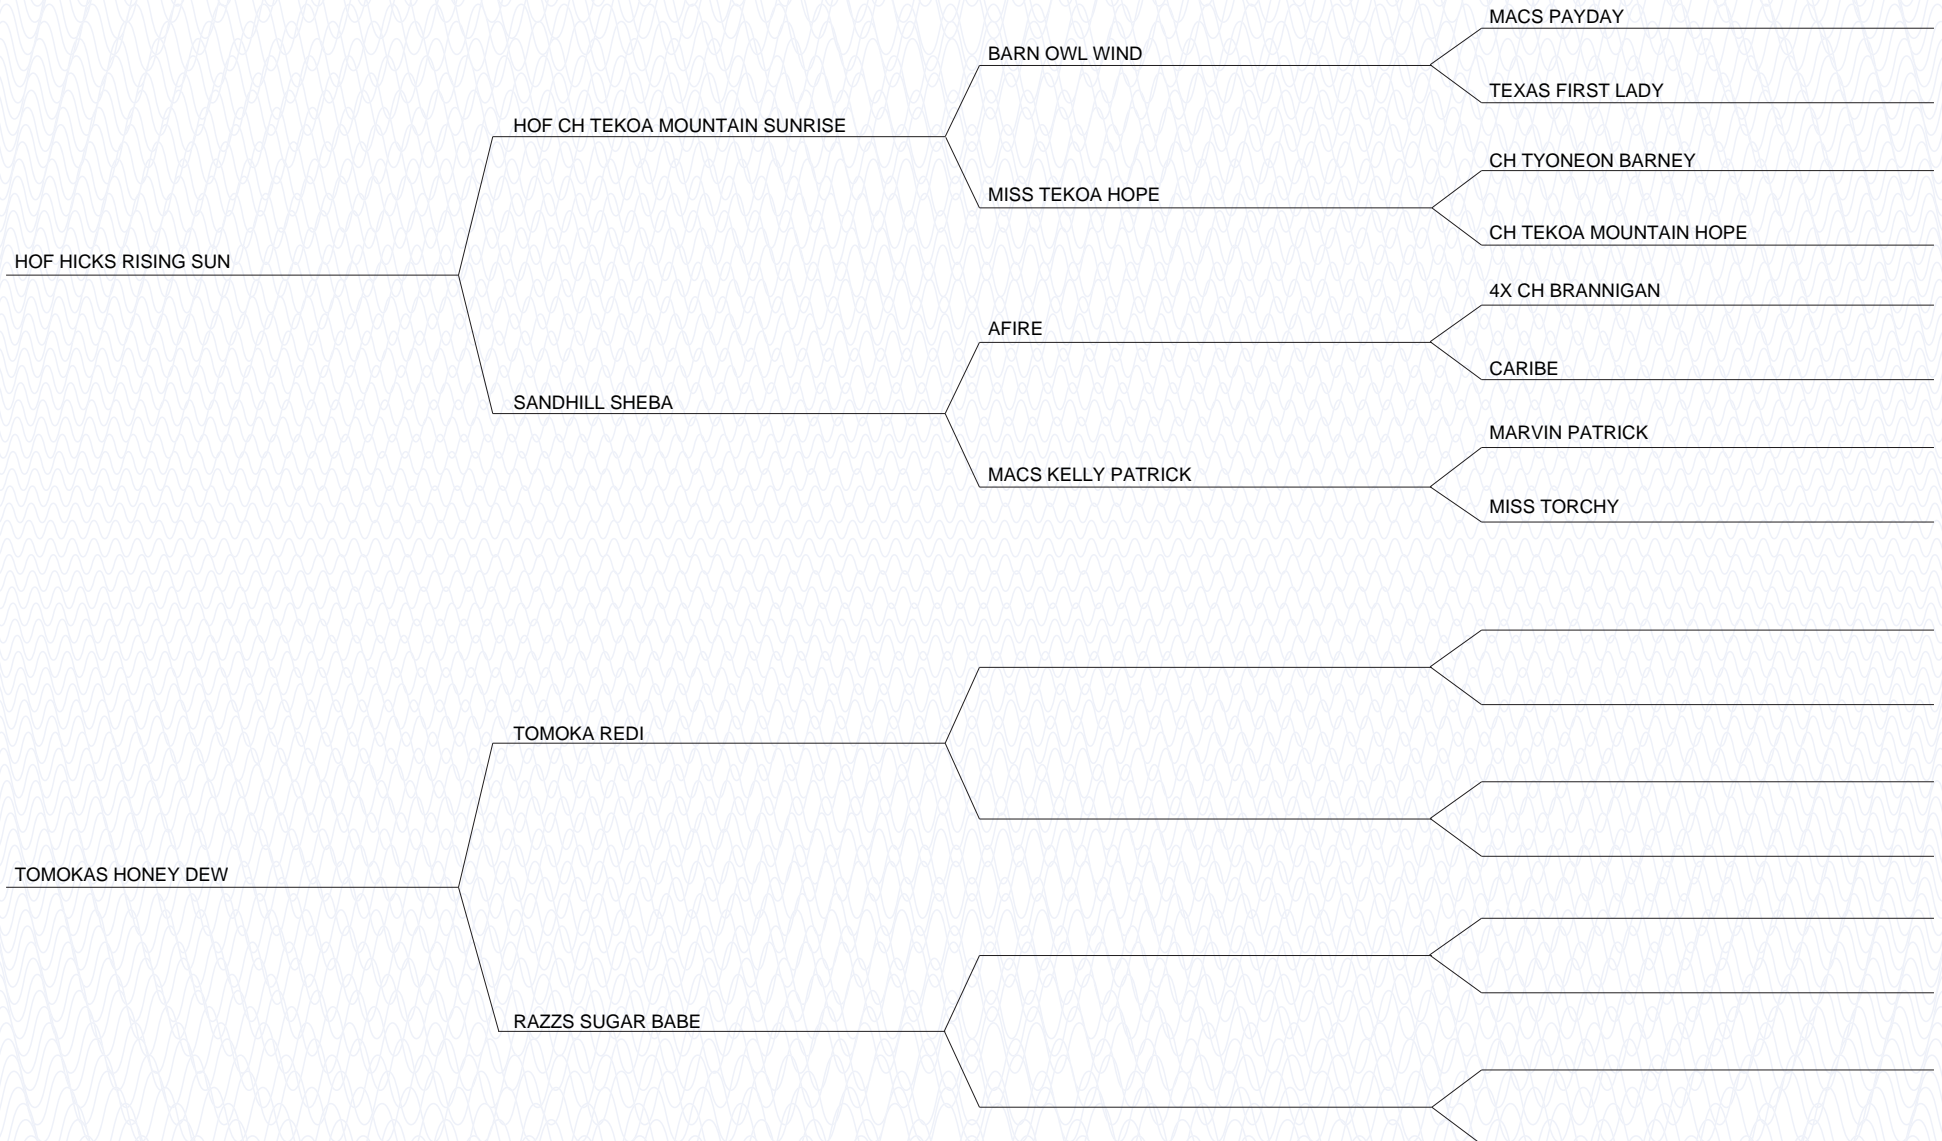 MACS PAYDAY
BARN OWL WIND
TEXAS FIRST LADY
HOF CH TEKOA MOUNTAIN SUNRISE
CH TYONEON BARNEY
MISS TEKOA HOPE
CH TEKOA MOUNTAIN HOPE
HOF HICKS RISING SUN
4X CH BRANNIGAN
AFIRE
CARIBE
SANDHILL SHEBA
MARVIN PATRICK
MACS KELLY PATRICK
MISS TORCHY
TOMOKA REDI
TOMOKAS HONEY DEW
RAZZS SUGAR BABE